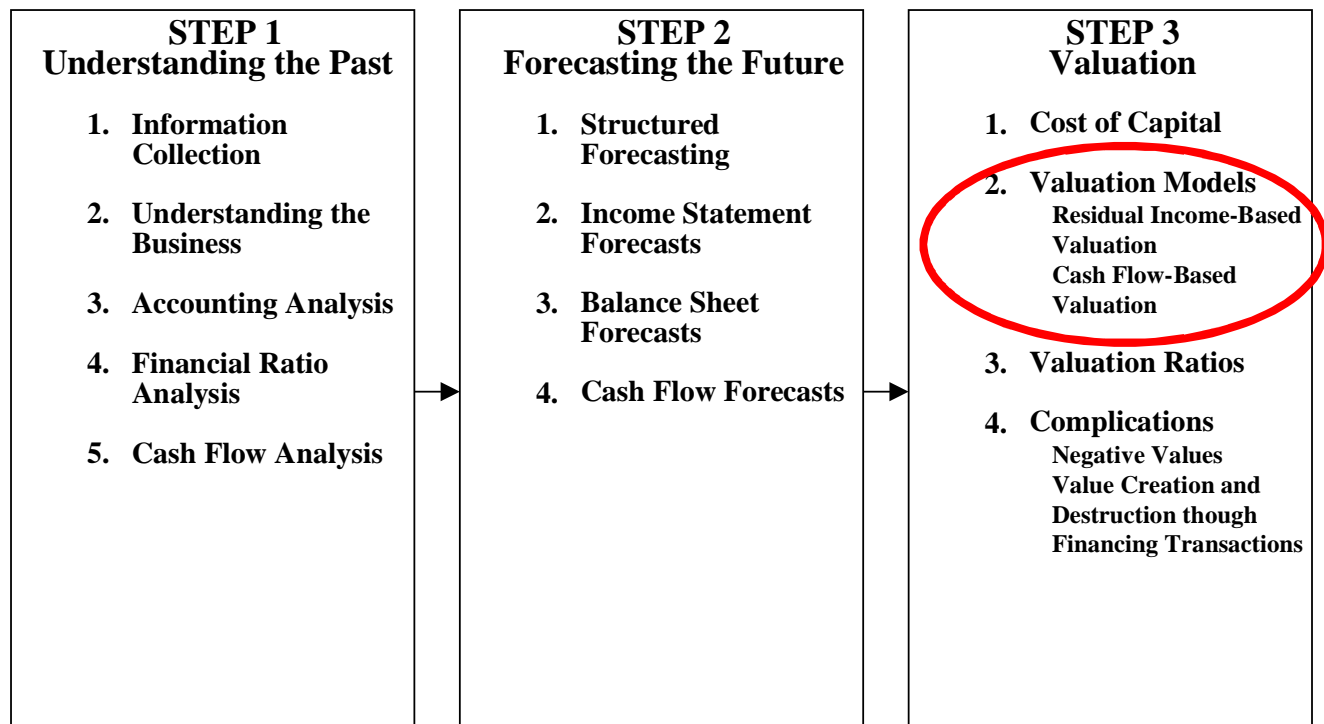 STEP 1
Understanding the Past
1. Information
Collection
2. Understanding the
Business
3. Accounting Analysis
4. Financial Ratio
Analysis
5. Cash Flow Analysis
STEP 2
Forecasting the Future
1. Structured
Forecasting
2. Income Statement
Forecasts
3. Balance Sheet
Forecasts
4. Cash Flow Forecasts
STEP 3
Valuation
1. Cost of Capital
2. Valuation Models
Residual Income-Based
Valuation
Cash Flow-Based
Valuation
3. Valuation Ratios
4. Complications
Negative Values
Value Creation and
Destruction though
Financing Transactions